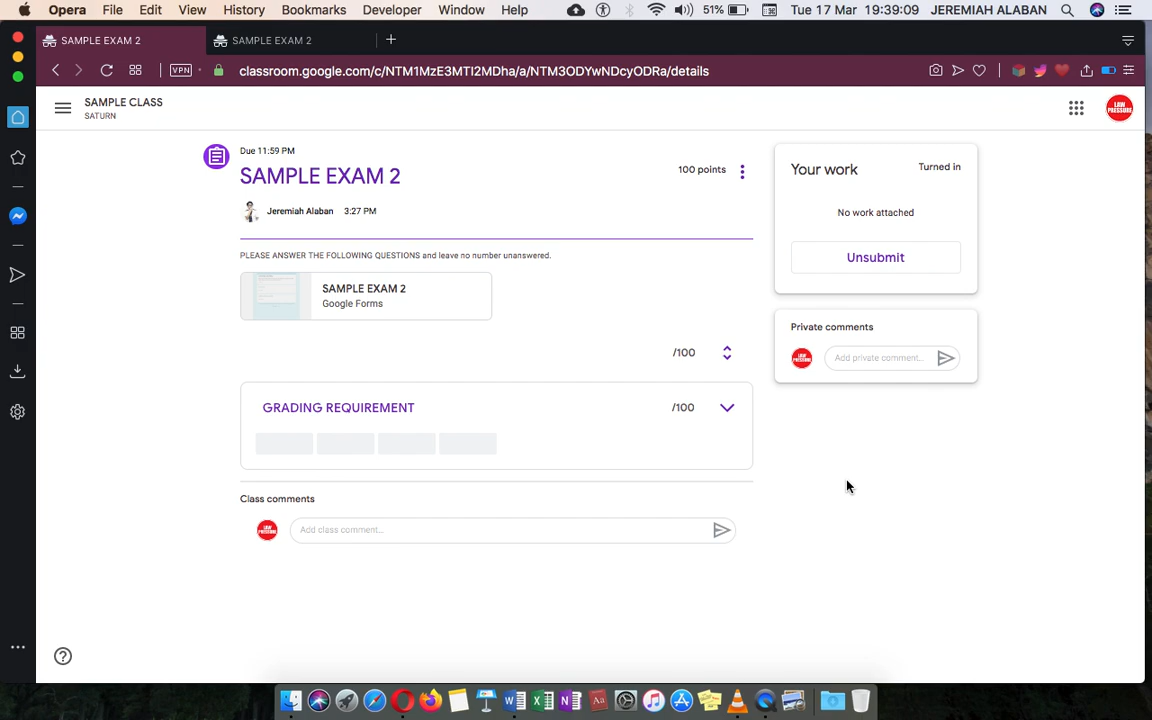 Opera File Edit View History Bookmarks Developer Window Help 51% Tue 17 Mar 19:39:09 JEREMIAH ALABAN
SAMPLE EXAM 2 SAMPLE EXAM 2
VPN classroom.google.com/c/NTM1MzE3MTI2MDha/a/NTM3ODYwNDcyODRa/details
SAMPLE CLASS
SATURN
LAW
PRESSURE
Due 11:59 PM
SAMPLE EXAM 2
100 points
Jeremiah Alaban 3:27 PM
PLEASE ANSWER THE FOLLOWING QUESTIONS and leave no number unanswered.
SAMPLE EXAM 2
Google Forms
/100
GRADING REQUIREMENT /100
Class comments
Add class comment...
Your work Turned in
No work attached
Unsubmit
Private comments
Add private comment...